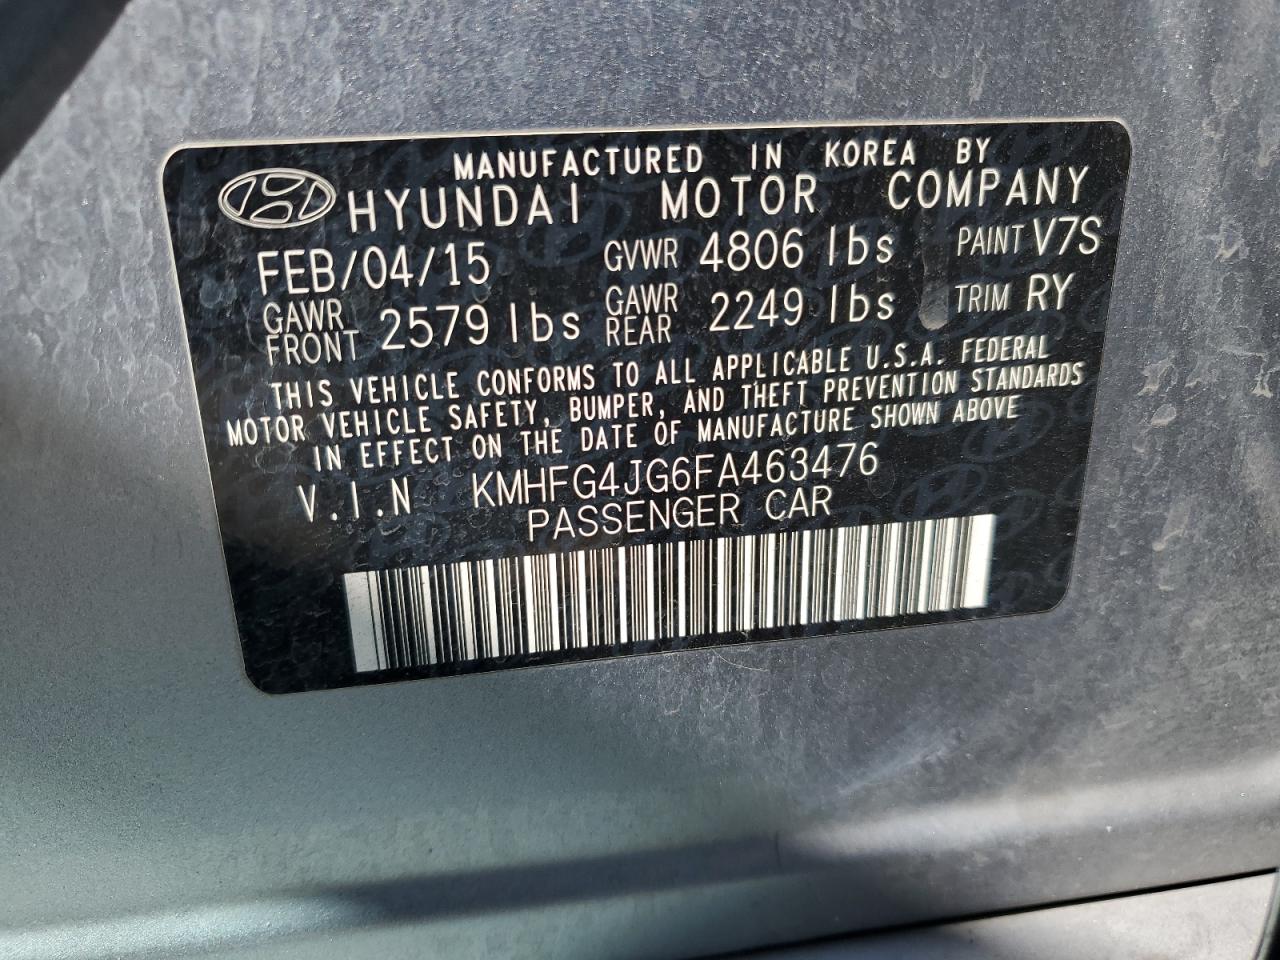 MANUFACTURED IN KOREA BY
HYUNDAI MOTOR COMPANY
FEB/04/15 GVWR 4806 lbs PAINT V7S
GAWR FRONT 2579 lbs GAWR REAR 2249 lbs TRIM RY
THIS VEHICLE CONFORMS TO ALL APPLICABLE U.S.A. FEDERAL
MOTOR VEHICLE SAFETY, BUMPER, AND THEFT PREVENTION STANDARDS
IN EFFECT ON THE DATE OF MANUFACTURE SHOWN ABOVE
V.I.N KMHFG4JG6FA463476
PASSENGER CAR